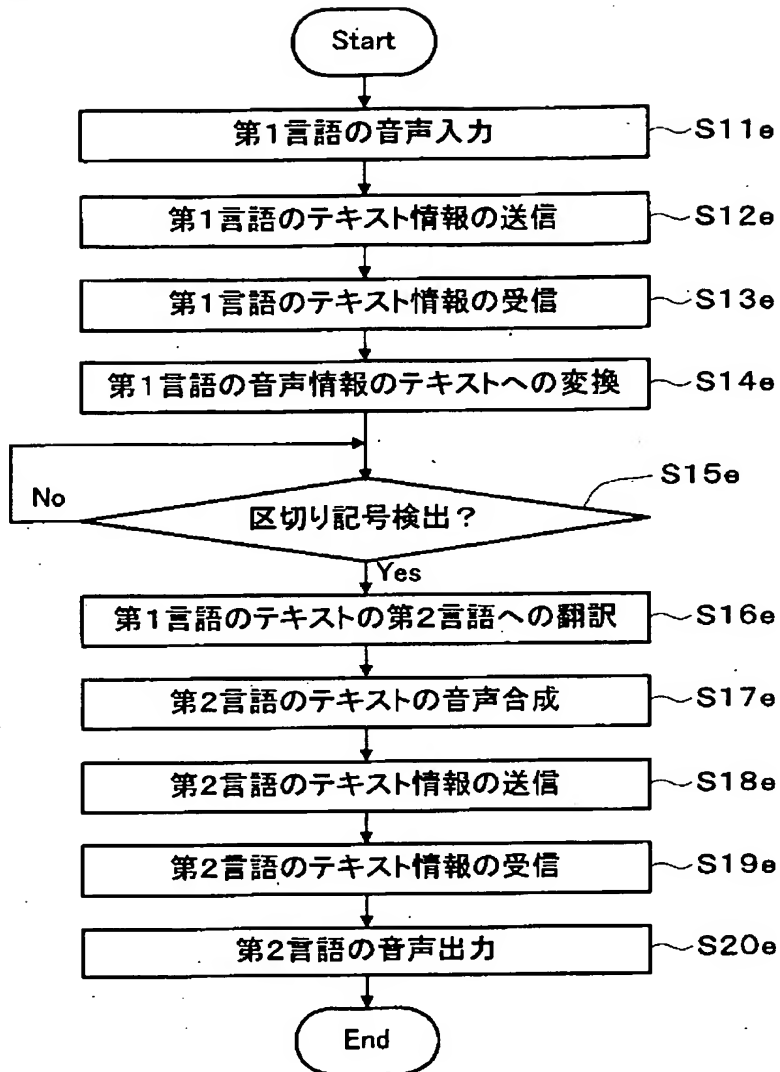 Start
第1言語の音声入力 S11e
第1言語のテキスト情報の送信 S12e
第1言語のテキスト情報の受信 S13e
第1言語の音声情報のテキストへの変換 S14e
S15e
No
区切り記号検出？
Yes
第1言語のテキストの第2言語への翻訳 S16e
第2言語のテキストの音声合成 S17e
第2言語のテキスト情報の送信 S18e
第2言語のテキスト情報の受信 S19e
第2言語の音声出力 S20e
End